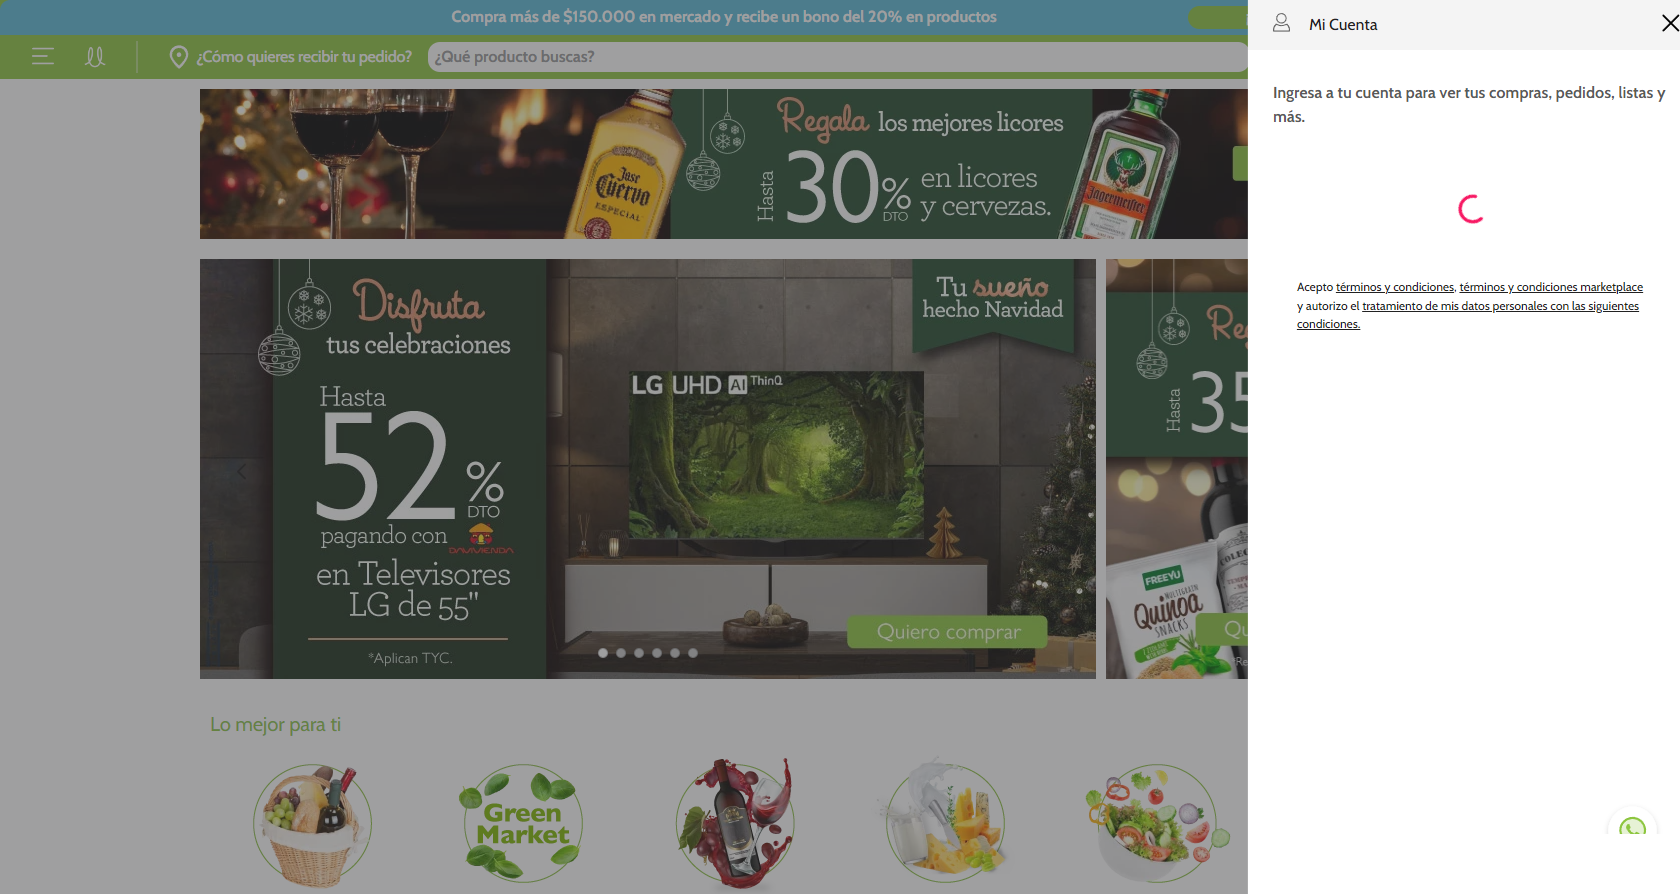 Compra más de $150.000 en mercado y recibe un bono del 20% en productos
Mi Cuenta
¿Cómo quieres recibir tu pedido?
¿Qué producto buscas?
Ingresa a tu cuenta para ver tus compras, pedidos, listas y
más.
Acepto términos y condiciones, términos y condiciones marketplace
y autorizo el tratamiento de mis datos personales con las siguientes
condiciones.
Jose
Cuervo
ESPECIAL
Regala los mejores licores
Hasta
30%
DTO
en licores
y cervezas.
Jägermeister
Disfruta
tus celebraciones
Hasta
52%
DTO
pagando con
DAVIVIENDA
en Televisores
LG de 55"
*Aplican TYC.
Tu sueño
hecho Navidad
LG UHD AI ThinQ
Quiero comprar
Re
Hasta
35
FREEYU
MULTIGRAIN
Quinoa
SNACKS
Qu
*Re
Lo mejor para ti
Green
Market